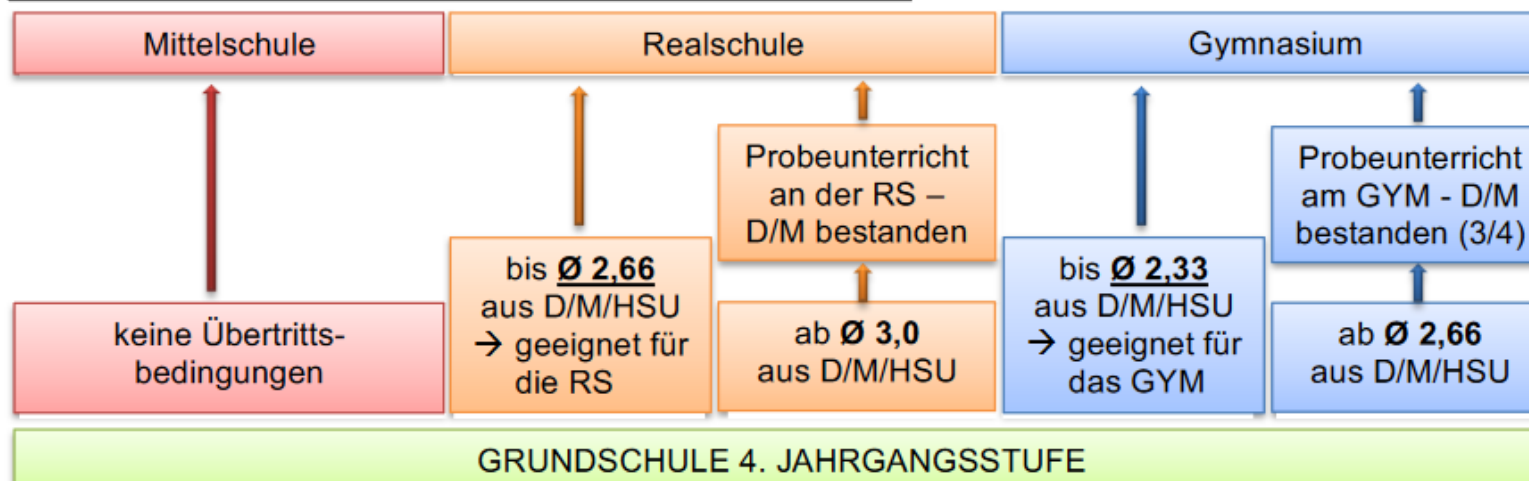 Mittelschule
Realschule
Gymnasium
keine Übertritts-
bedingungen
bis Ø 2,66
aus D/M/HSU
→ geeignet für
die RS
Probeunterricht
an der RS –
D/M bestanden
ab Ø 3,0
aus D/M/HSU
bis Ø 2,33
aus D/M/HSU
→ geeignet für
das GYM
Probeunterricht
am GYM - D/M
bestanden (3/4)
ab Ø 2,66
aus D/M/HSU
GRUNDSCHULE 4. JAHRGANGSSTUFE